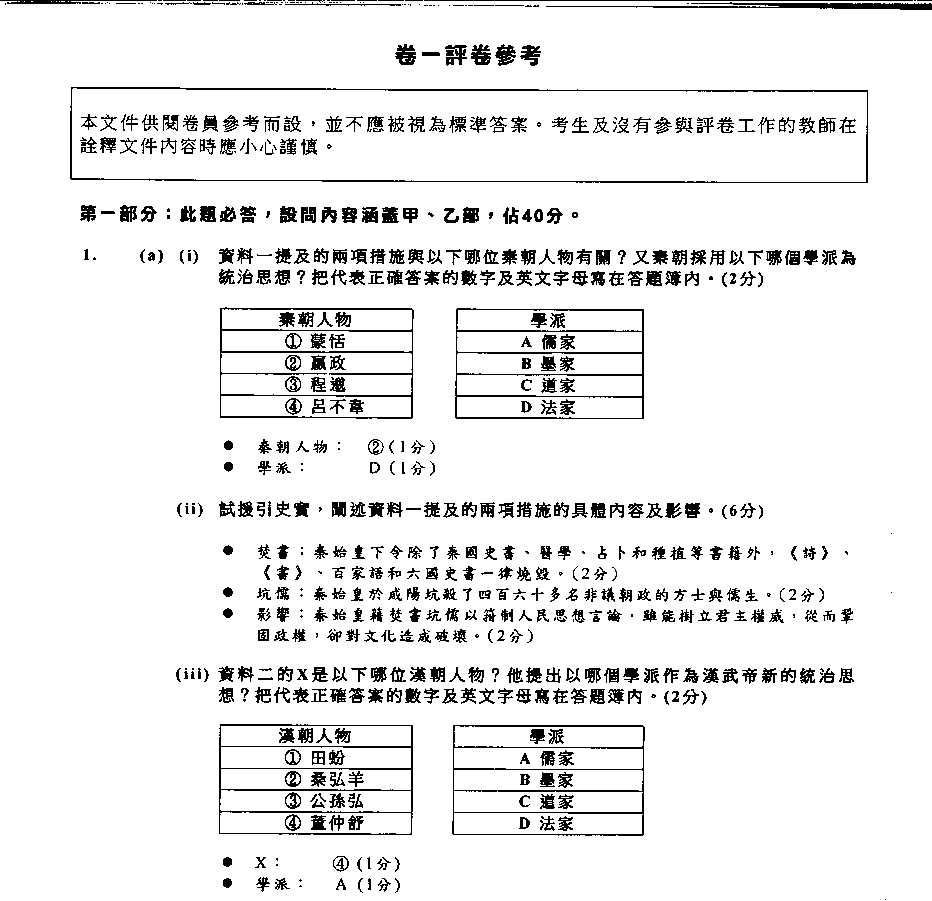 卷一評卷參考
本文件供閱卷員參考而設，並不應被視為標準答案。考生及沒有參與評卷工作的教師在
詮釋文件內容時應小心謹慎。
第一部分：此題必答，設問內容涵蓋甲、乙部，佔40分。
1. (a) (i) 資料一提及的兩項措施與以下哪位秦朝人物有關？又秦朝採用以下哪個學派為
統治思想？把代表正確答案的數字及英文字母寫在答題簿內。(2分)
秦朝人物 學派
① 蒙恬 A 儒家
② 嬴政 B 墨家
③ 程邈 C 道家
④ 呂不韋 D 法家
● 秦朝人物： ②(1分)
● 學派： D (1分)
(ii) 試援引史實，闡述資料一提及的兩項措施的具體內容及影響。(6分)
● 焚書：秦始皇下令除了秦國史書、醫學、占卜和種植等書籍外，《詩》、
《書》、百家語和六國史書一律燒毀。(2分)
● 坑儒：秦始皇於咸陽坑殺了四百六十多名非議朝政的方士與儒生。(2分)
● 影響：秦始皇藉焚書坑儒以箝制人民思想言論，雖能樹立君主權威，從而鞏
固政權，卻對文化造成破壞。(2分)
(iii) 資料二的X是以下哪位漢朝人物？他提出以哪個學派作為漢武帝新的統治思
想？把代表正確答案的數字及英文字母寫在答題簿內。(2分)
漢朝人物 學派
① 田蚡 A 儒家
② 桑弘羊 B 墨家
③ 公孫弘 C 道家
④ 董仲舒 D 法家
● X： ④ (1分)
● 學派： A (1分)